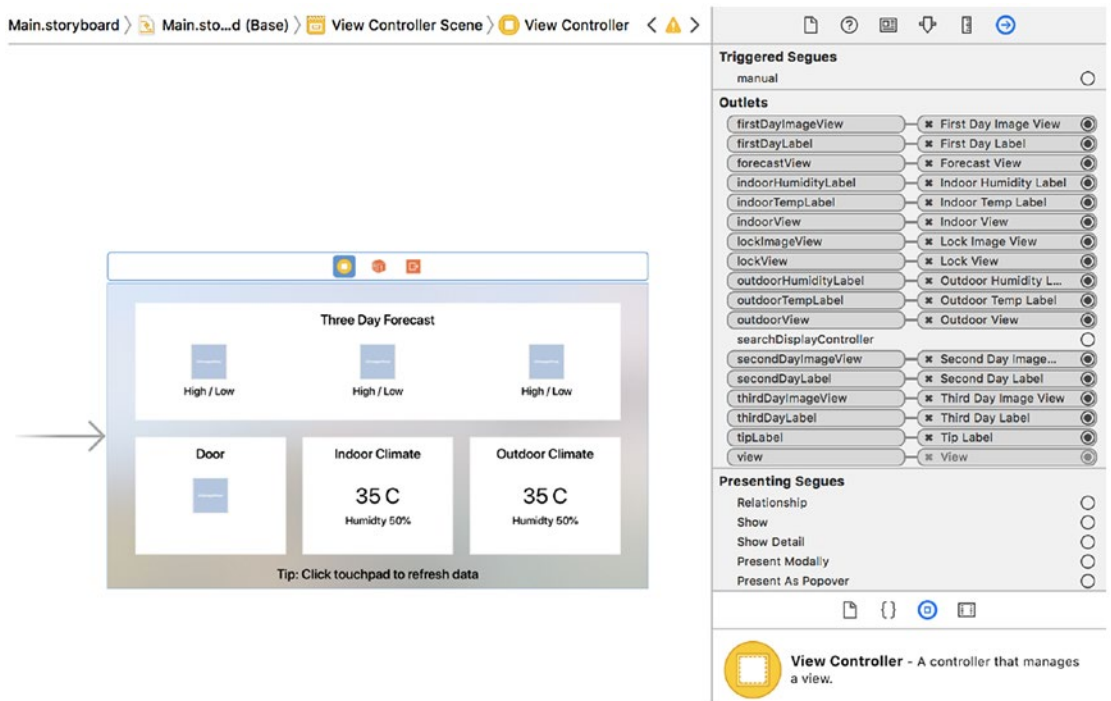 Main.storyboard 〉 Main.sto...d (Base) 〉 View Controller Scene 〉 View Controller
Triggered Segues
manual
Outlets
firstDayImageView × First Day Image View
firstDayLabel × First Day Label
forecastView × Forecast View
indoorHumidityLabel × Indoor Humidity Label
indoorTempLabel × Indoor Temp Label
indoorView × Indoor View
lockImageView × Lock Image View
lockView × Lock View
outdoorHumidityLabel × Outdoor Humidity L...
outdoorTempLabel × Outdoor Temp Label
outdoorView × Outdoor View
searchDisplayController
secondDayImageView × Second Day Image...
secondDayLabel × Second Day Label
thirdDayImageView × Third Day Image View
thirdDayLabel × Third Day Label
tipLabel × Tip Label
view × View
Presenting Segues
Relationship
Show
Show Detail
Present Modally
Present As Popover
View Controller - A controller that manages
a view.
Three Day Forecast
High / Low High / Low High / Low
Door Indoor Climate Outdoor Climate
35 C 35 C
Humidty 50% Humidty 50%
Tip: Click touchpad to refresh data